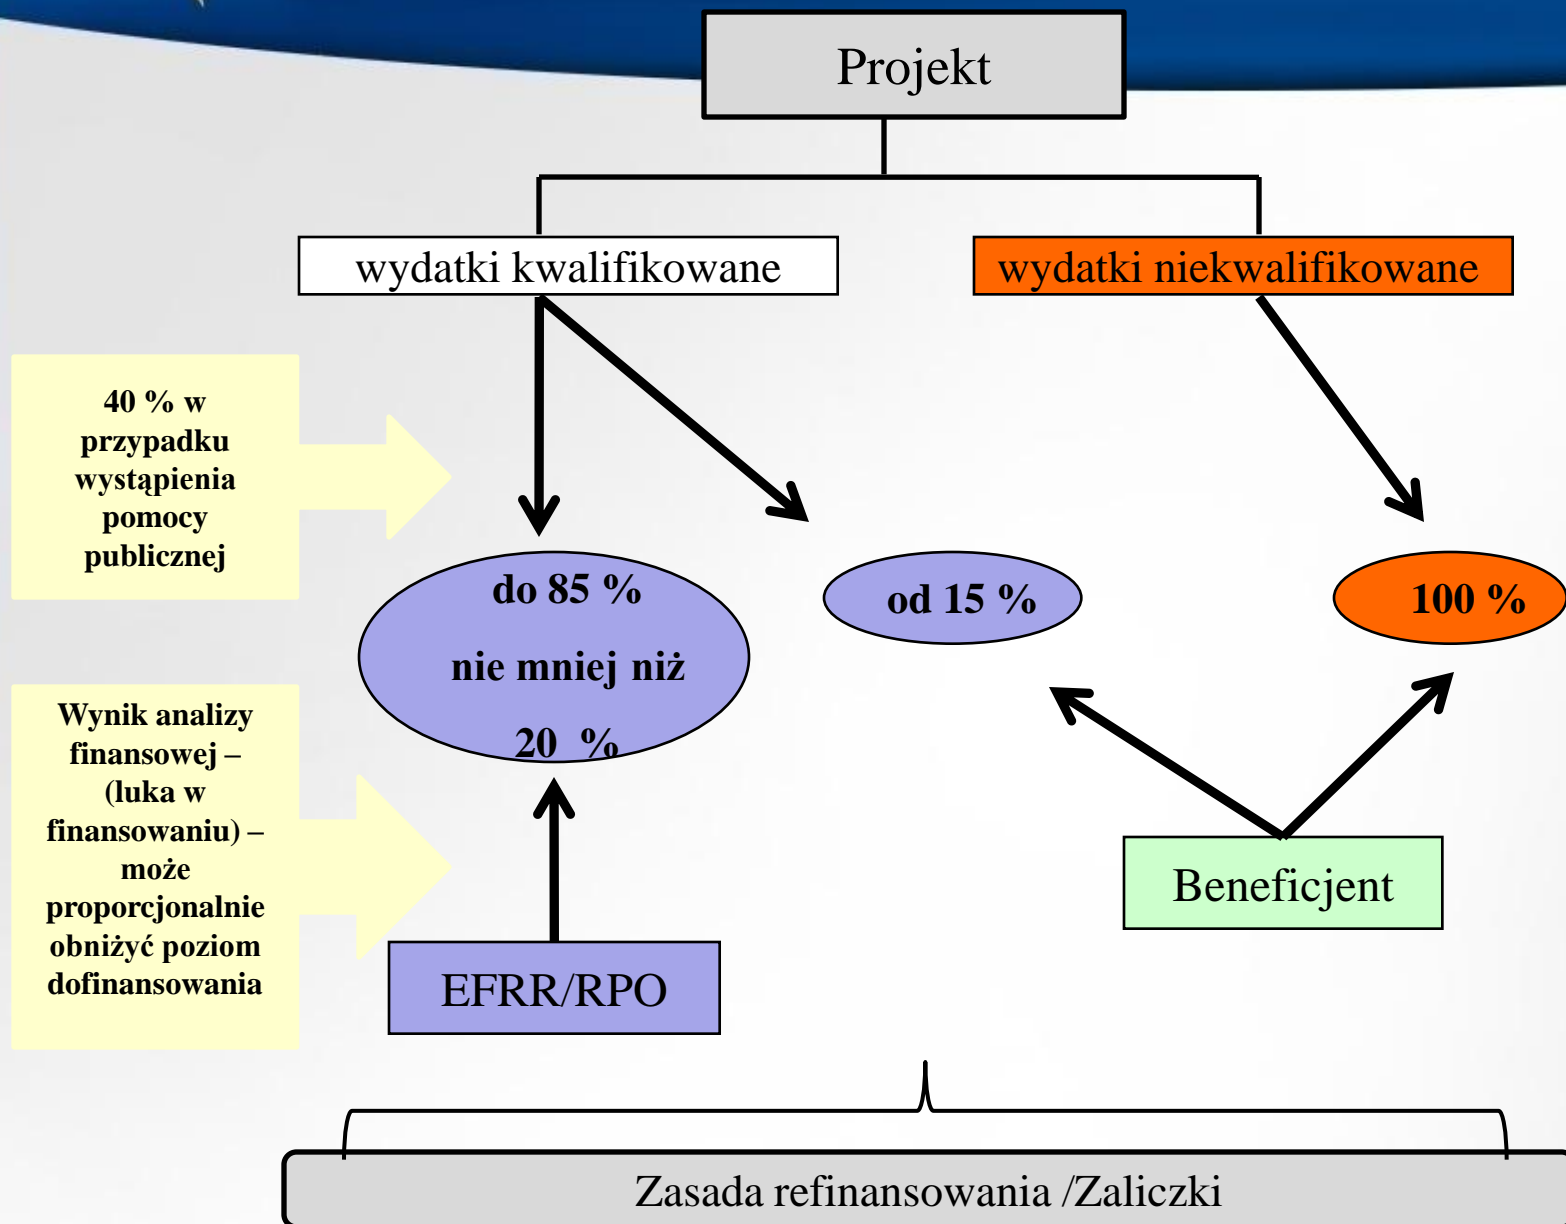 Projekt
wydatki kwalifikowane
wydatki niekwalifikowane
40 % w
przypadku
wystąpienia
pomocy
publicznej
do 85 %
nie mniej niż
20 %
od 15 %
100 %
Wynik analizy
finansowej –
(luka w
finansowaniu) –
może
proporcjonalnie
obniżyć poziom
dofinansowania
Beneficjent
EFRR/RPO
Zasada refinansowania /Zaliczki